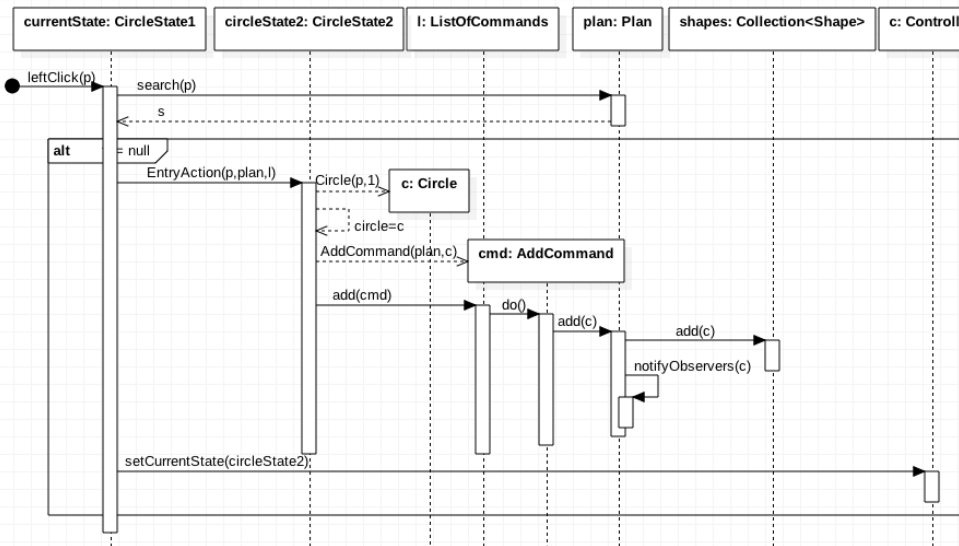 currentState: CircleState1
circleState2: CircleState2
l: ListOfCommands
plan: Plan
shapes: Collection<Shape>
c: Controll
leftClick(p)
search(p)
s
alt
= null
EntryAction(p,plan,l)
Circle(p,1)
c: Circle
circle=c
AddCommand(plan,c)
cmd: AddCommand
add(cmd)
do()
add(c)
add(c)
notifyObservers(c)
setCurrentState(circleState2)